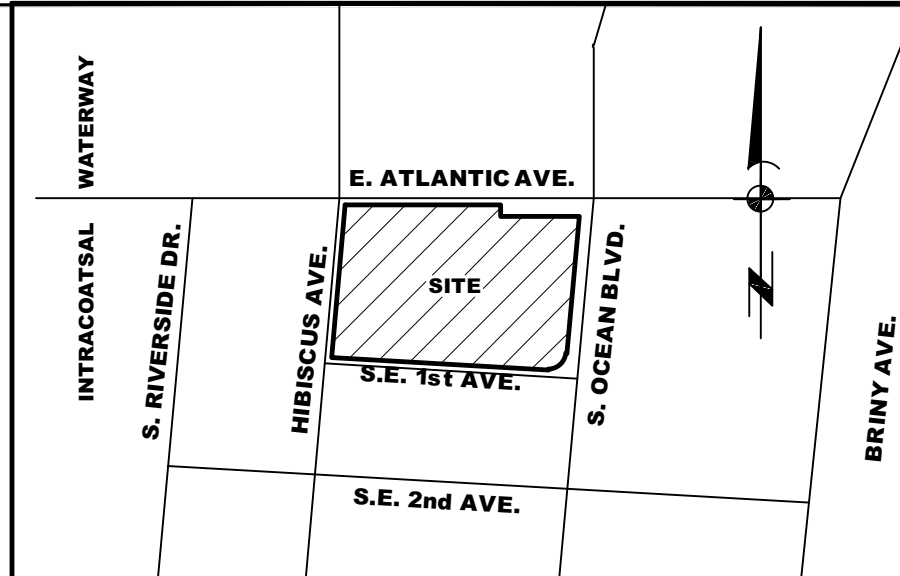 INTRACOATSAL WATERWAY
E. ATLANTIC AVE.
S. RIVERSIDE DR.
HIBISCUS AVE.
SITE
S. OCEAN BLVD.
N
BRINY AVE.
S.E. 1st AVE.
S.E. 2nd AVE.